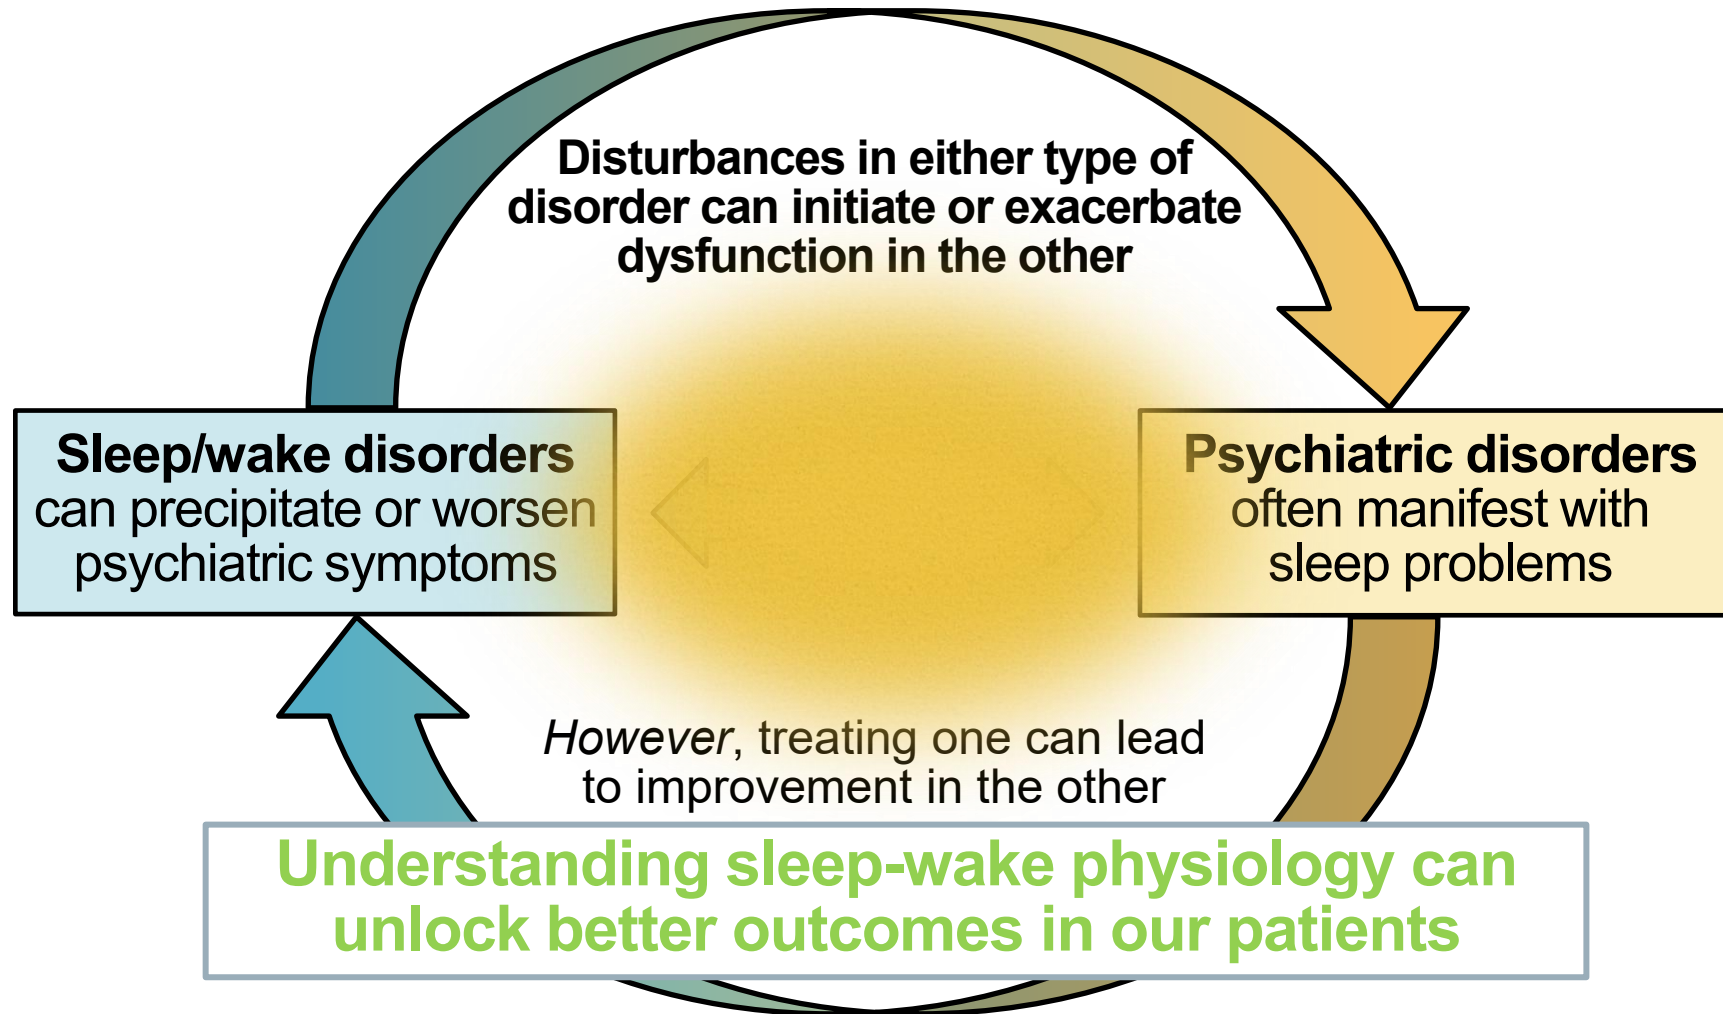 Disturbances in either type of
disorder can initiate or exacerbate
dysfunction in the other
Sleep/wake disorders
can precipitate or worsen
psychiatric symptoms
Psychiatric disorders
often manifest with
sleep problems
However, treating one can lead
to improvement in the other
Understanding sleep-wake physiology can
unlock better outcomes in our patients